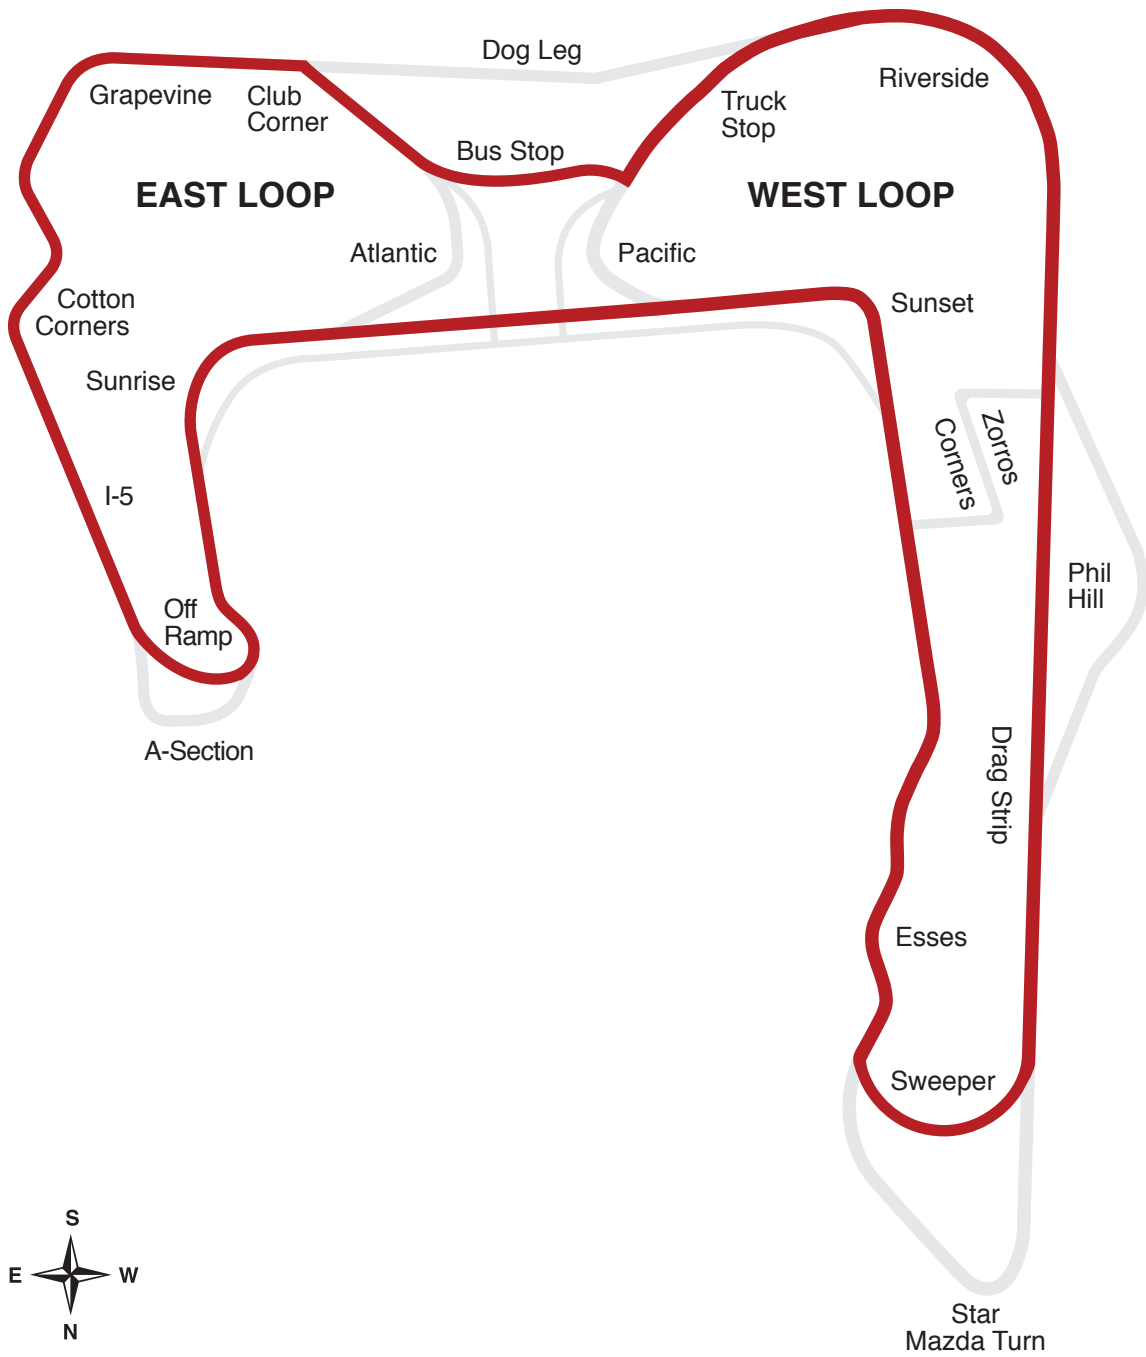 Dog Leg
Riverside
Grapevine
Club
Corner
Truck
Stop
Bus Stop
EAST LOOP
WEST LOOP
Atlantic
Pacific
Cotton
Corners
Sunset
Sunrise
Zorros
Corners
I-5
Phil
Hill
Off
Ramp
A-Section
Drag Strip
Esses
Sweeper
S
E
W
N
Star
Mazda Turn